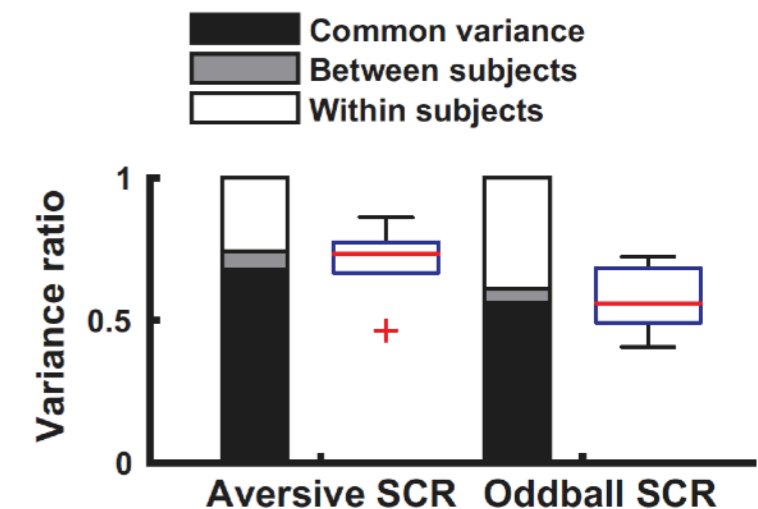 Common variance
Between subjects
Within subjects
Variance ratio
1
0.5
0
Aversive SCR
Oddball SCR